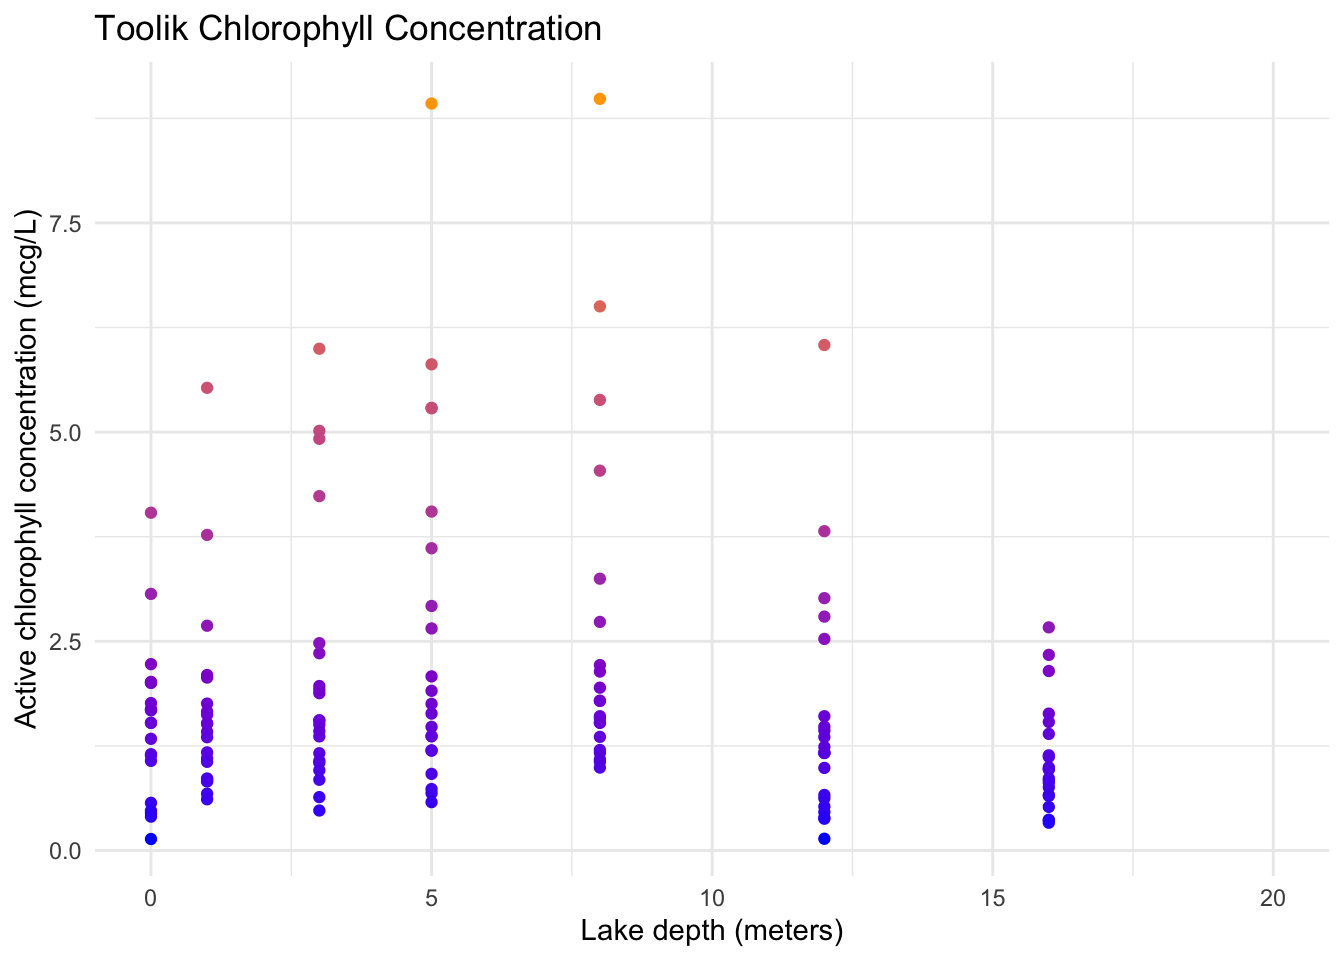 Toolik Chlorophyll Concentration
Active chlorophyll concentration (mcg/L)
7.5
5.0
2.5
0.0
0 5 10 15 20
Lake depth (meters)